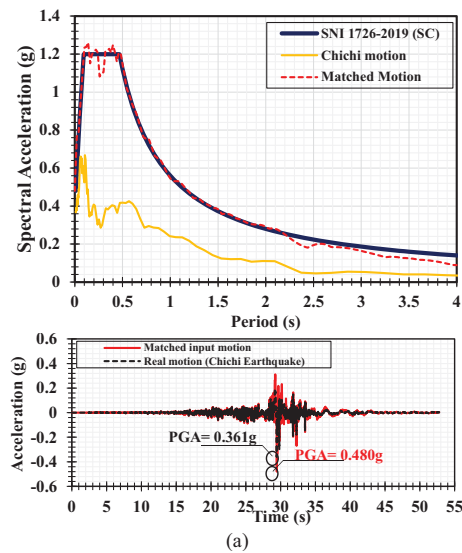 SNI 1726-2019 (SC)
Chichi motion
Matched Motion
Spectral Acceleration (g)
1.4
1.2
1
0.8
0.6
0.4
0.2
0
0 0.5 1 1.5 2 2.5 3 3.5 4
Period (s)
Matched input motion
Real motion (Chichi Earthquake)
Acceleration (g)
0.6
0.4
0.2
0
-0.2
-0.4
-0.6
PGA= 0.361g
PGA= 0.480g
0 5 10 15 20 25 30 35 40 45 50 55
Time (s)
(a)